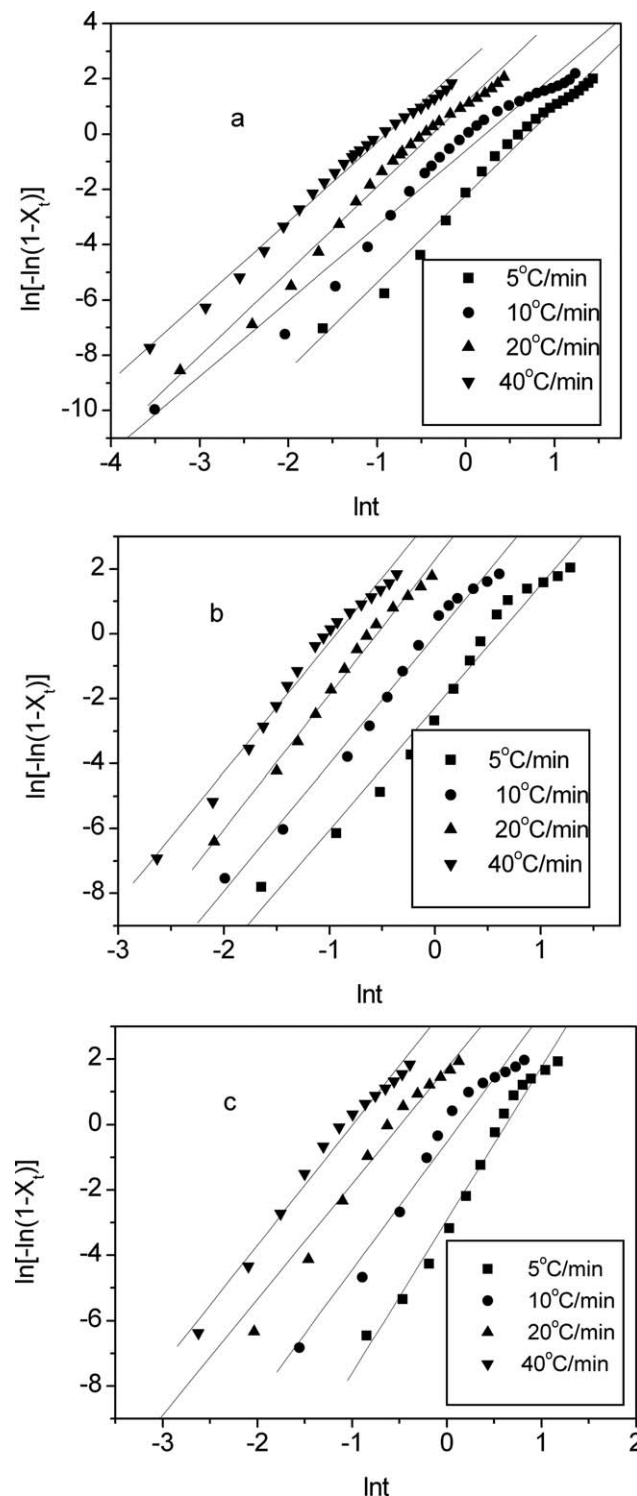 4
2
0
-2
-4
-6
-8
-10
a
ln[-ln(1-Xₜ)]
5°C/min
10°C/min
20°C/min
40°C/min
-4 -3 -2 -1 0 1
lnt
2
0
-2
-4
-6
-8
b
ln[-ln(1-Xₜ)]
5°C/min
10°C/min
20°C/min
40°C/min
-3 -2 -1 0 1
lnt
2
0
-2
-4
-6
-8
c
ln[-ln(1-Xₜ)]
5°C/min
10°C/min
20°C/min
40°C/min
-3 -2 -1 0 1 2
lnt